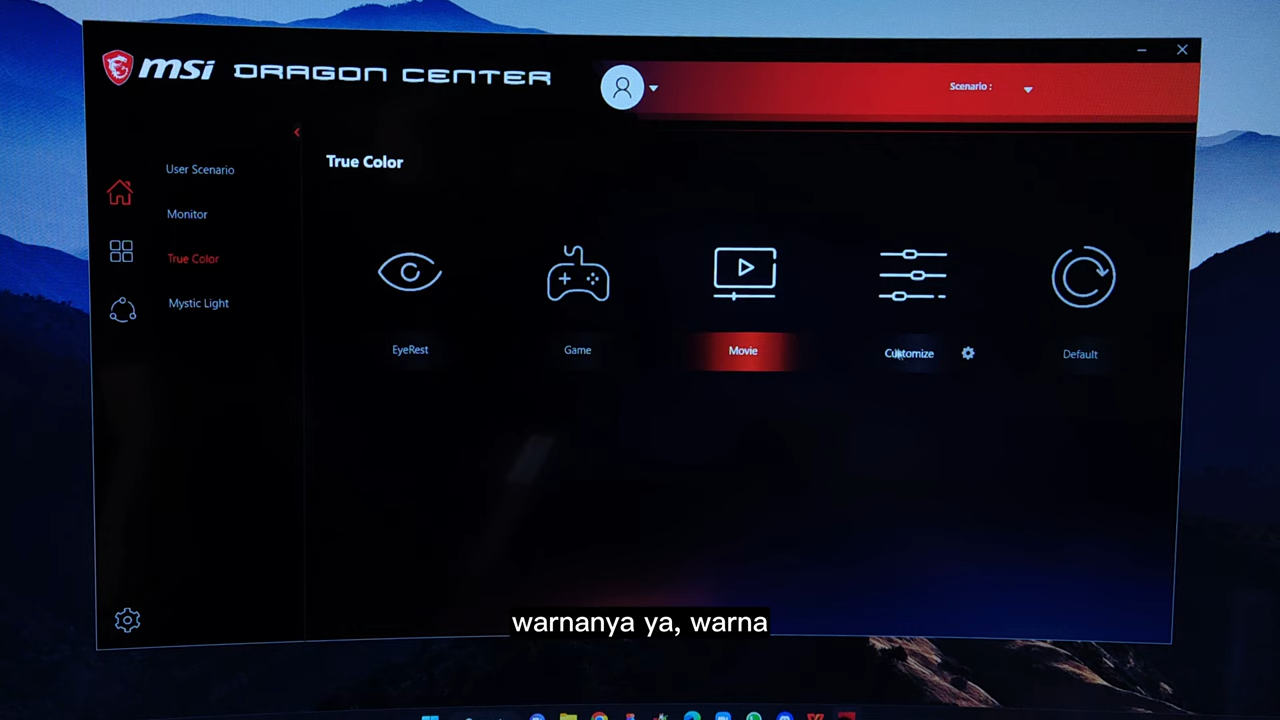 msi DRAGON CENTER
Scenario :
User Scenario
Monitor
True Color
Mystic Light
True Color
EyeRest
Game
Movie
Customize
Default
warnanya ya, warna